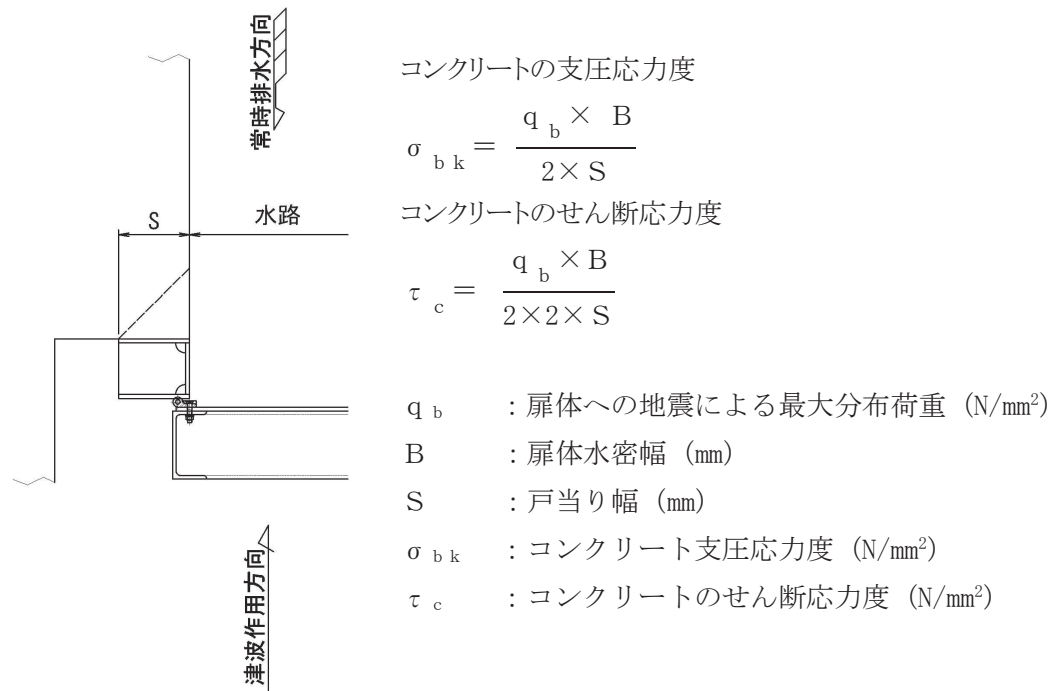 常時排水方向
S
水路
津波作用方向
コンクリートの支圧応力度
σbk＝ qb× B
2×S
コンクリートのせん断応力度
τc＝ qb×B
2×2×S
qb ：扉体への地震による最大分布荷重 (N/mm²)
B ：扉体水密幅 (mm)
S ：戸当り幅 (mm)
σbk ：コンクリート支圧応力度 (N/mm²)
τc ：コンクリートのせん断応力度 (N/mm²)